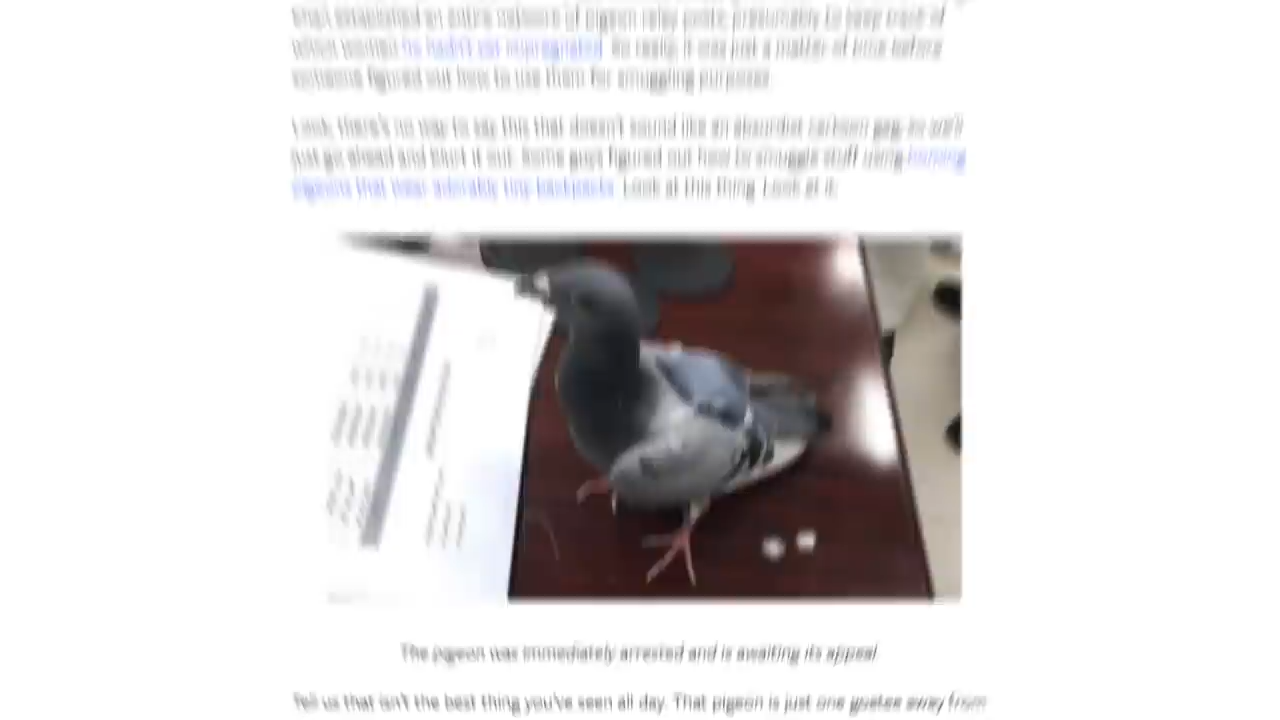 Khan established an entire network of pigeon relay posts, presumably to keep track of
which women he hadn't yet impregnated. So really, it was just a matter of time before
someone figured out how to use them for smuggling purposes.
Look, there's no way to say this that doesn't sound like an absurdist cartoon gag, so we'll
just go ahead and blurt it out: Some guys figured out how to smuggle stuff using homing
pigeons that wear adorably tiny backpacks. Look at this thing. Look at it.
The pigeon was immediately arrested and is awaiting its appeal.
Tell us that isn't the best thing you've seen all day. That pigeon is just one goatee away from